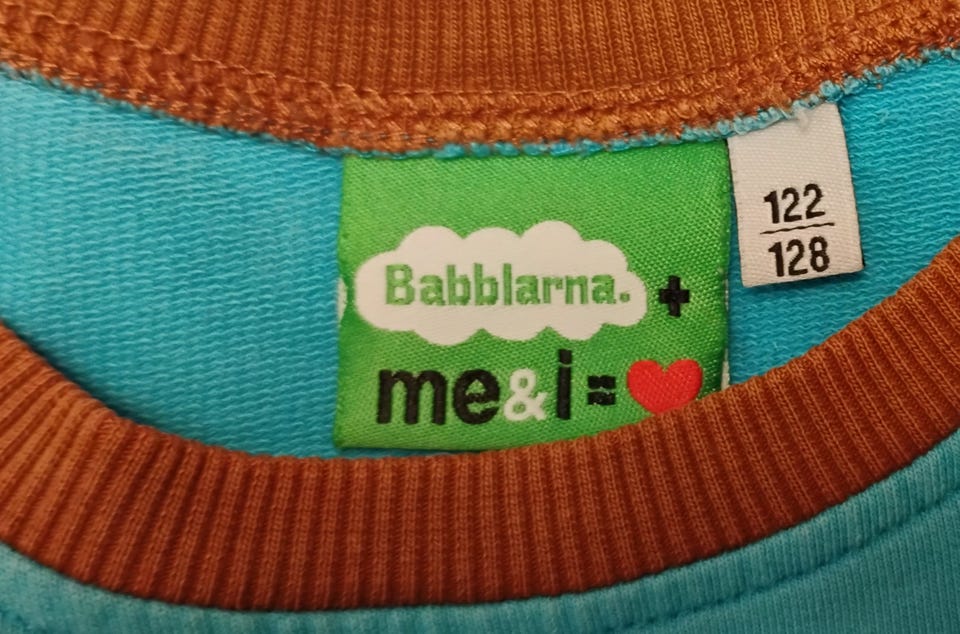 Babblarna. +
me&i = ❤
122
128